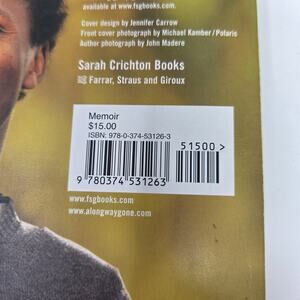 available at www.fsgbooks.com.
Cover design by Jennifer Carrow
Front cover photograph by Michael Kamber/Polaris
Author photograph by John Madere
Sarah Crichton Books
Farrar, Straus and Giroux
Memoir
$15.00
ISBN: 978-0-374-53126-3
51500 >
9 780374 531263
www.fsgbooks.com
www.alongwaygone.com